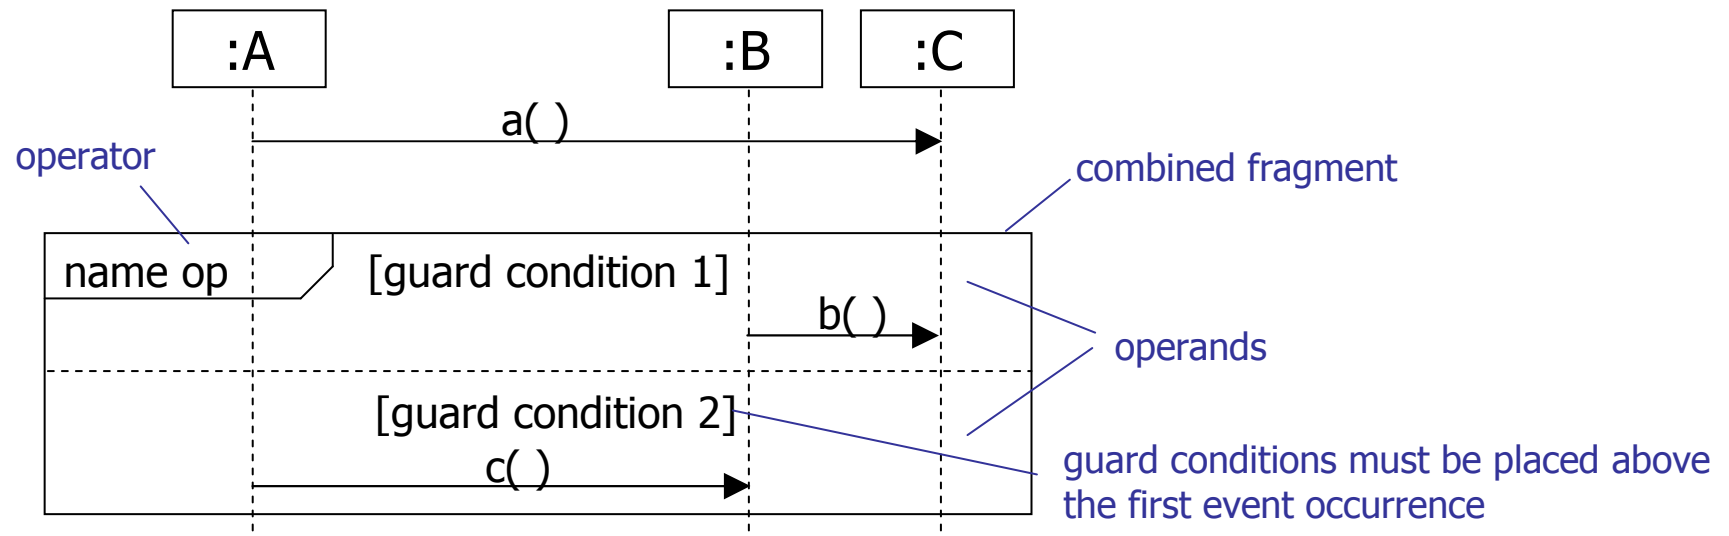 :A
:B
:C
a( )
operator
combined fragment
name op
[guard condition 1]
b( )
operands
[guard condition 2]
c( )
guard conditions must be placed above
the first event occurrence